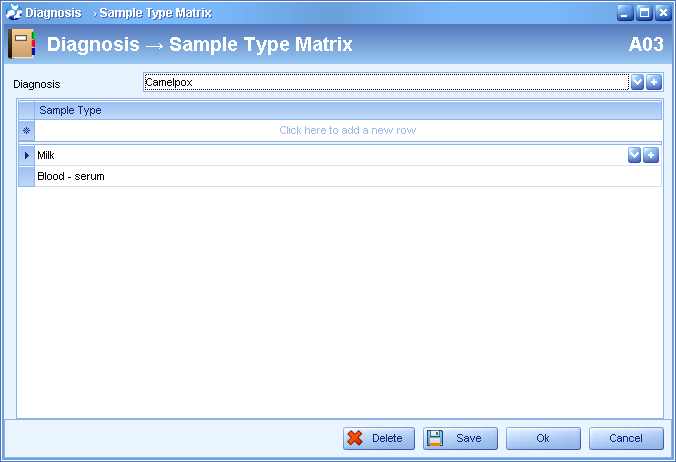 Diagnosis → Sample Type Matrix
Diagnosis → Sample Type Matrix A03
Diagnosis Camelpox
Sample Type
Click here to add a new row
Milk
Blood - serum
Delete Save Ok Cancel